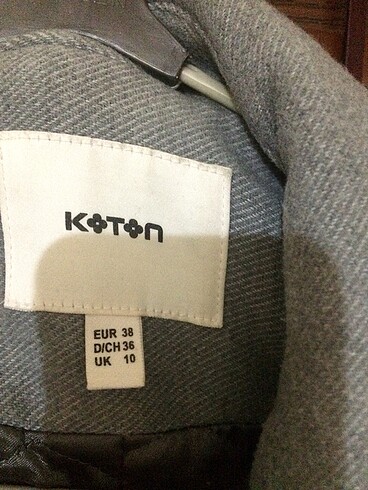 KOTON
EUR 38
D/CH 36
UK 10